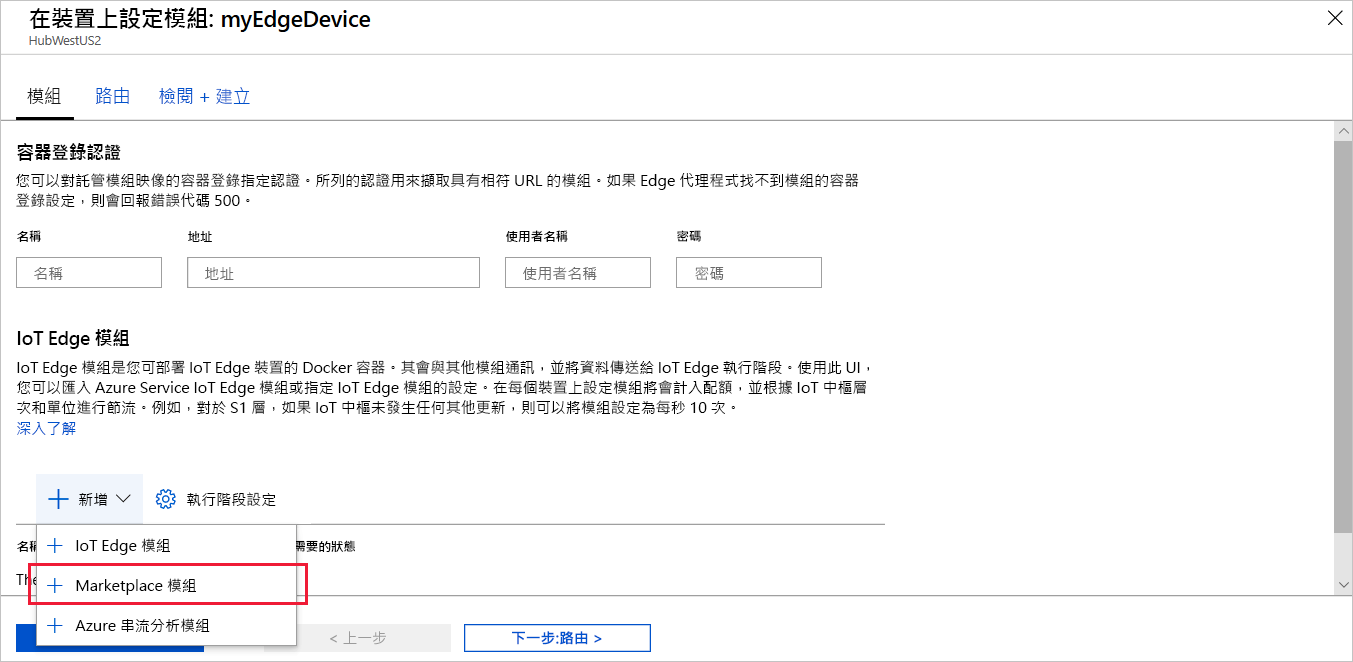 在裝置上設定模組: myEdgeDevice
HubWestUS2
模組 路由 檢閱 + 建立
容器登錄認證
您可以對託管模組映像的容器登錄指定認證。所列的認證用來擷取具有相符 URL 的模組。如果 Edge 代理程式找不到模組的容器
登錄設定，則會回報錯誤代碼 500。
名稱 地址 使用者名稱 密碼
名稱 地址 使用者名稱 密碼
IoT Edge 模組
IoT Edge 模組是您可部署 IoT Edge 裝置的 Docker 容器。其會與其他模組通訊，並將資料傳送給 IoT Edge 執行階段。使用此 UI，
您可以匯入 Azure Service IoT Edge 模組或指定 IoT Edge 模組的設定。在每個裝置上設定模組將會計入配額，並根據 IoT 中樞層
次和單位進行節流。例如，對於 S1 層，如果 IoT 中樞未發生任何其他更新，則可以將模組設定為每秒 10 次。
深入了解
新增 執行階段設定
名稱 需要的狀態
IoT Edge 模組
The
Marketplace 模組
Azure 串流分析模組
< 上一步 下一步:路由 >